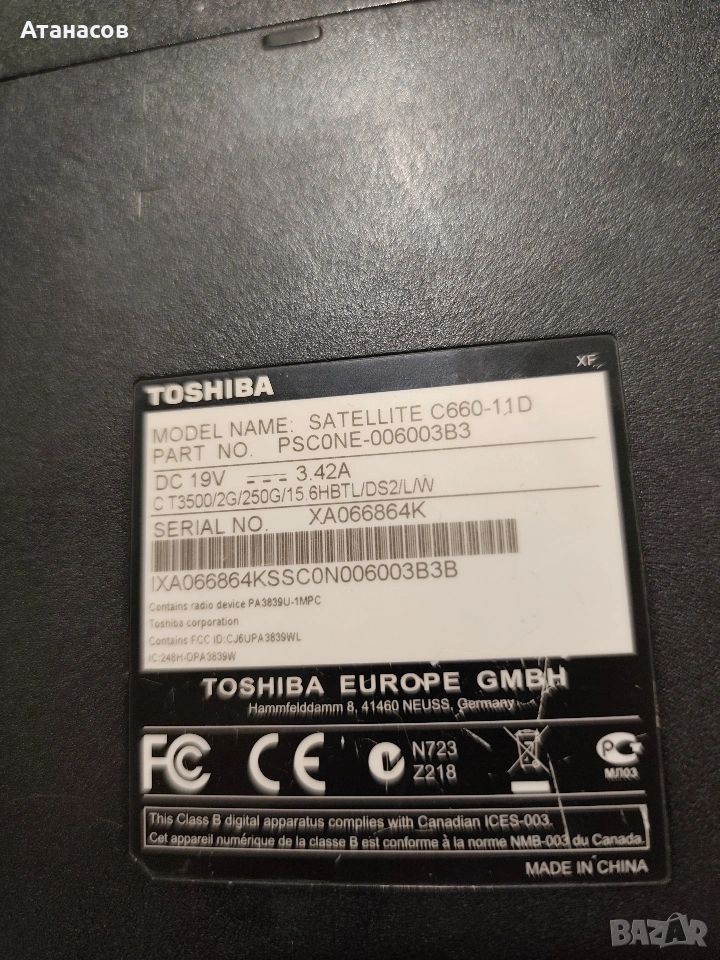 Атанасов
XF
TOSHIBA
MODEL NAME: SATELLITE C660-11D
PART NO. PSC0NE-006003B3
DC 19V 3.42A
C T3500/2G/250G/15.6HBTL/DS2/L/W
SERIAL NO. XA066864K
IXA066864KSSC0N006003B3B
Contains radio device PA3839U-1MPC
Toshiba corporation
Contains FCC ID:CJ6UPA3839WL
IC:248H-DPA3839W
TOSHIBA EUROPE GMBH
Hammfelddamm 8, 41460 NEUSS, Germany
FC CE N723
Z218
МЛ03
This Class B digital apparatus complies with Canadian ICES-003.
Cet appareil numérique de la classe B est conforme à la norme NMB-003 du Canada.
MADE IN CHINA
BAZAR